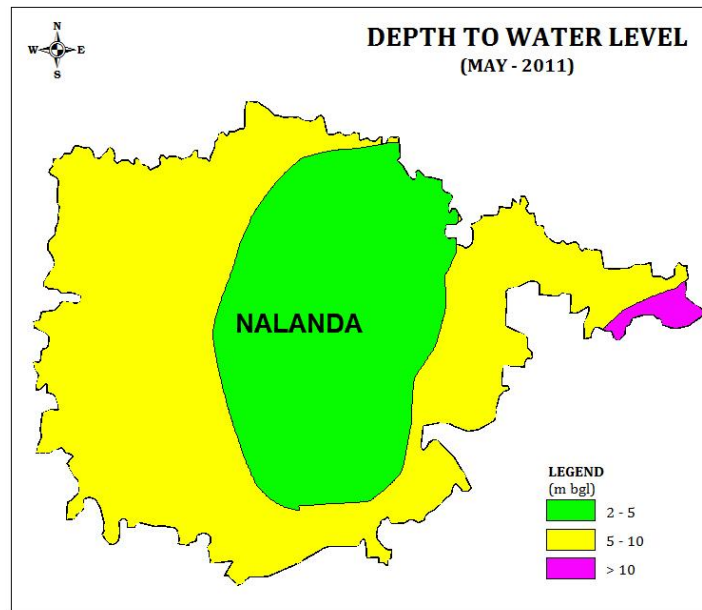 N
W E
S
DEPTH TO WATER LEVEL
(MAY - 2011)
NALANDA
LEGEND
(m bgl)
2 - 5
5 - 10
> 10